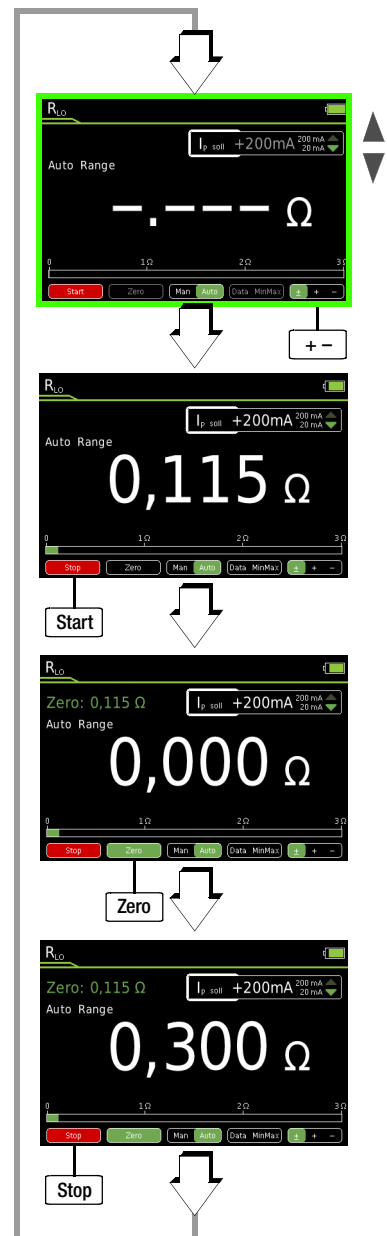 RLO
Ip soll +200mA 200 mA
20 mA
Auto Range
–.––– Ω
0 1Ω 2Ω 3Ω
Start Zero Man Auto Data MinMax ± + –
+ –
RLO
Ip soll +200mA 200 mA
20 mA
Auto Range
0,115 Ω
0 1Ω 2Ω 3Ω
Stop Zero Man Auto Data MinMax ± + –
Start
RLO
Zero: 0,115 Ω Ip soll +200mA 200 mA
20 mA
Auto Range
0,000 Ω
0 1Ω 2Ω 3Ω
Stop Zero Man Auto Data MinMax ± + –
Zero
RLO
Zero: 0,115 Ω Ip soll +200mA 200 mA
20 mA
Auto Range
0,300 Ω
0 1Ω 2Ω 3Ω
Stop Zero Man Auto Data MinMax ± + –
Stop